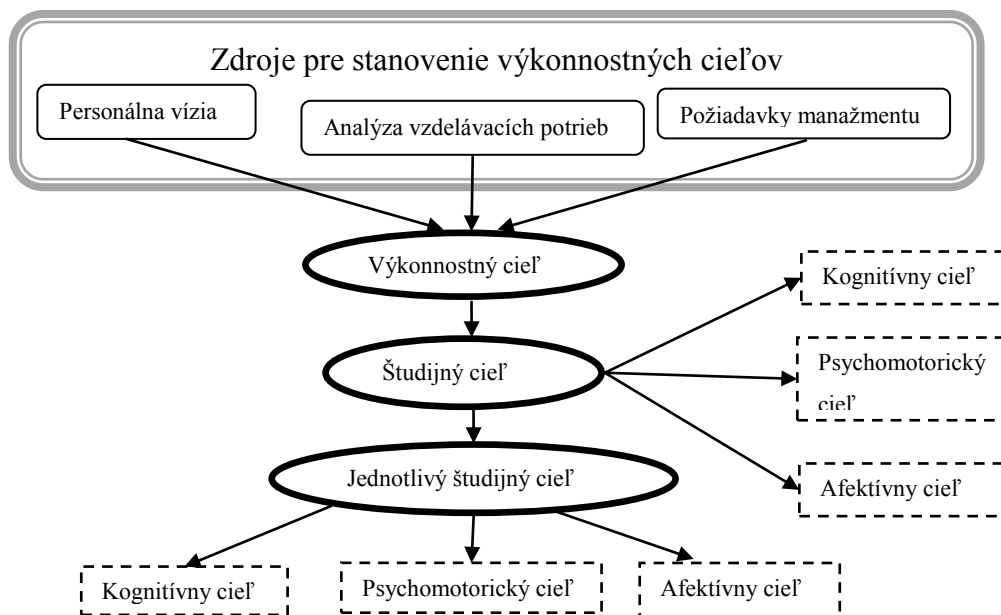 Zdroje pre stanovenie výkonnostných cieľov
Personálna vízia
Analýza vzdelávacích potrieb
Požiadavky manažmentu
Výkonnostný cieľ
Kognitívny cieľ
Študijný cieľ
Psychomotorický
cieľ
Jednotlivý študijný cieľ
Afektívny cieľ
Kognitívny cieľ
Psychomotorický cieľ
Afektívny cieľ